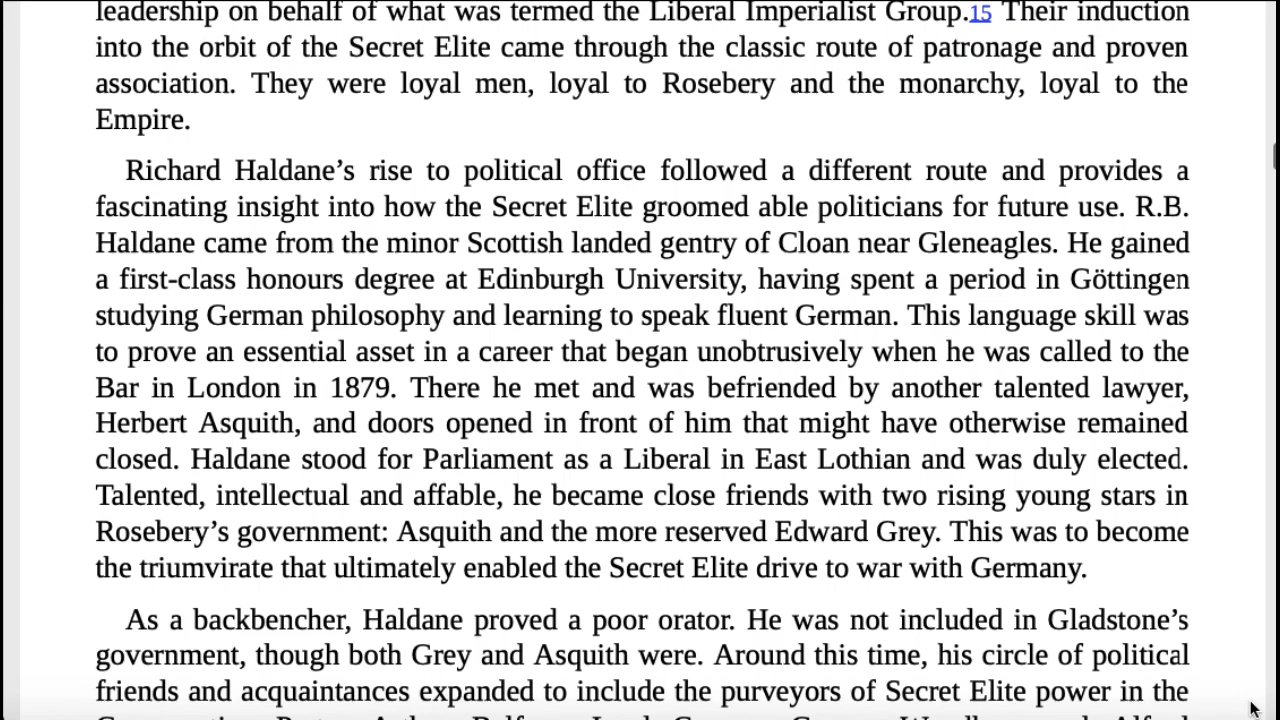 leadership on behalf of what was termed the Liberal Imperialist Group.15 Their induction
into the orbit of the Secret Elite came through the classic route of patronage and proven
association. They were loyal men, loyal to Rosebery and the monarchy, loyal to the
Empire.
Richard Haldane’s rise to political office followed a different route and provides a
fascinating insight into how the Secret Elite groomed able politicians for future use. R.B.
Haldane came from the minor Scottish landed gentry of Cloan near Gleneagles. He gained
a first-class honours degree at Edinburgh University, having spent a period in Göttingen
studying German philosophy and learning to speak fluent German. This language skill was
to prove an essential asset in a career that began unobtrusively when he was called to the
Bar in London in 1879. There he met and was befriended by another talented lawyer,
Herbert Asquith, and doors opened in front of him that might have otherwise remained
closed. Haldane stood for Parliament as a Liberal in East Lothian and was duly elected.
Talented, intellectual and affable, he became close friends with two rising young stars in
Rosebery’s government: Asquith and the more reserved Edward Grey. This was to become
the triumvirate that ultimately enabled the Secret Elite drive to war with Germany.
As a backbencher, Haldane proved a poor orator. He was not included in Gladstone’s
government, though both Grey and Asquith were. Around this time, his circle of political
friends and acquaintances expanded to include the purveyors of Secret Elite power in the